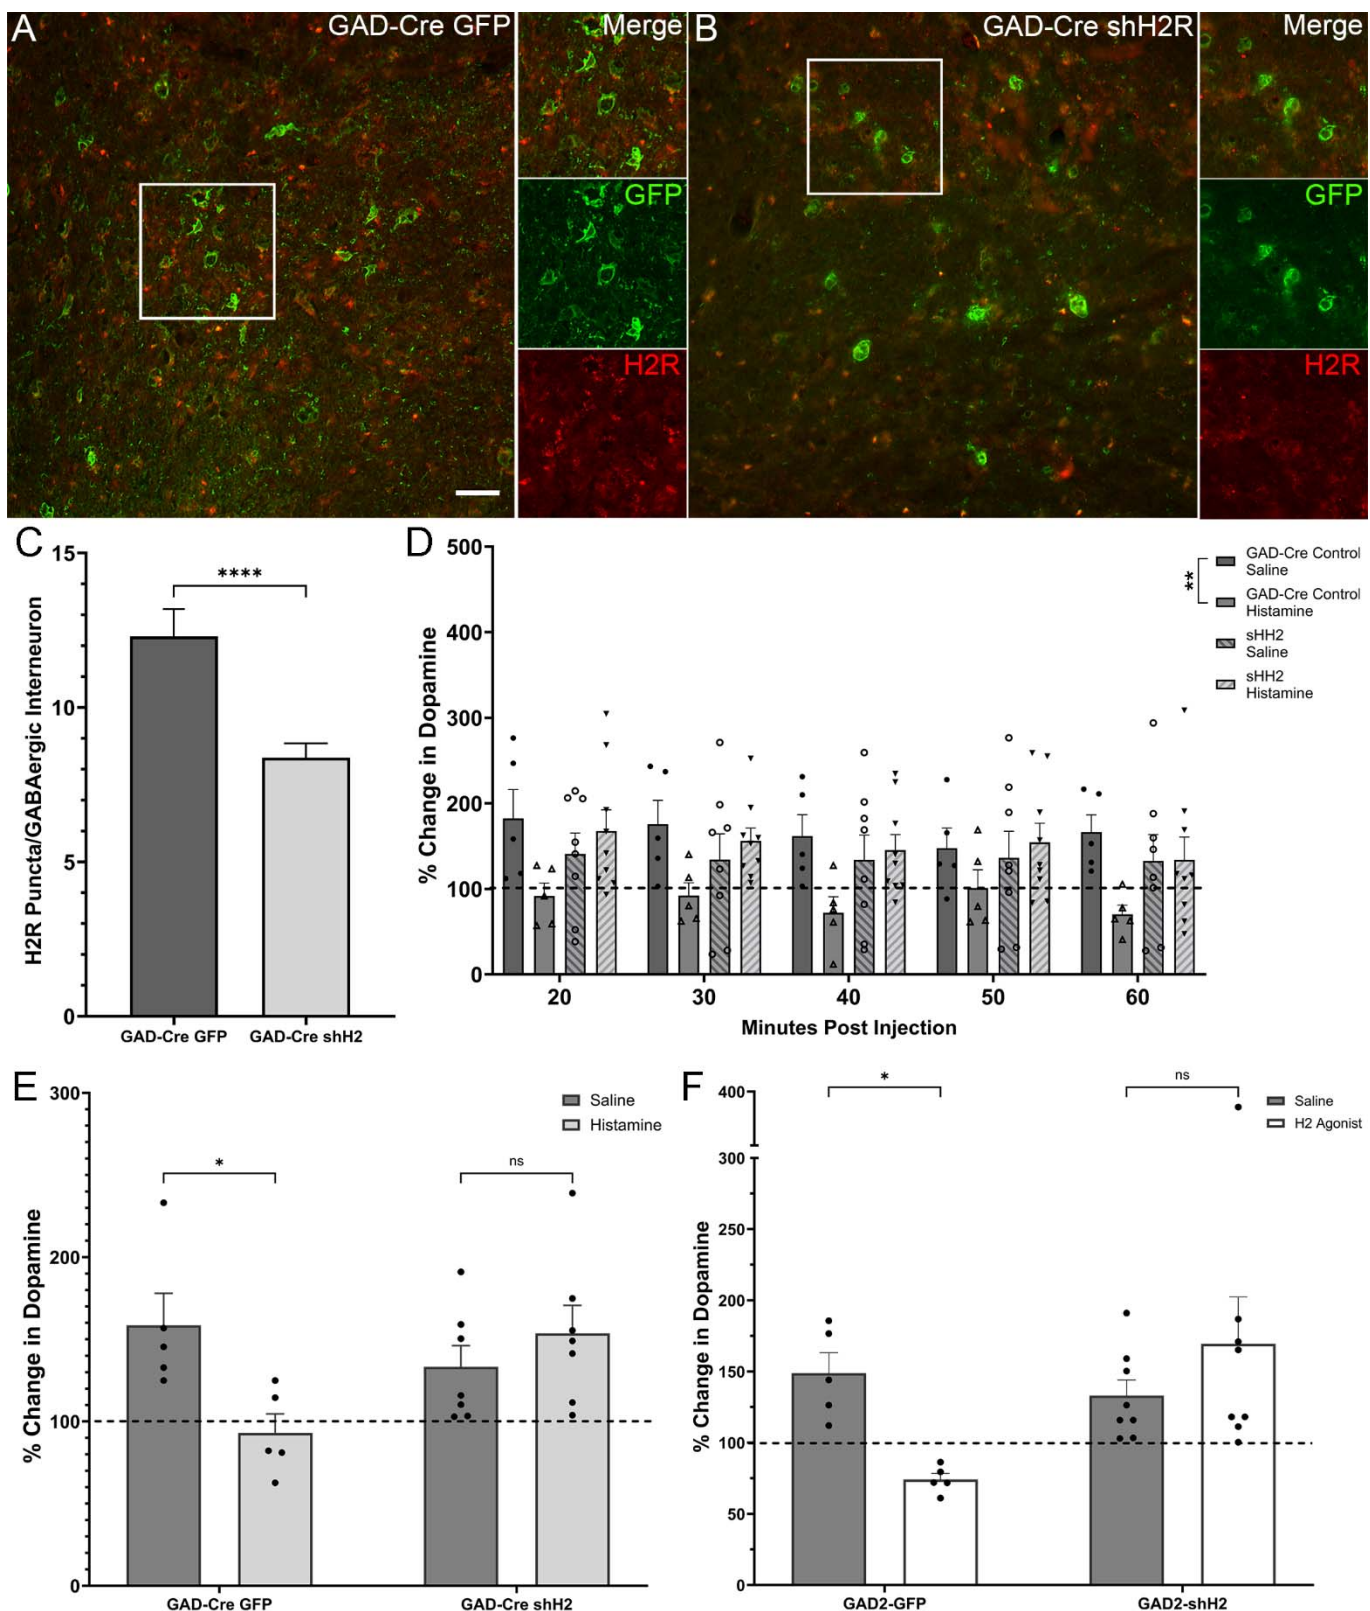 A
GAD-Cre GFP
Merge
GFP
H2R
B
GAD-Cre shH2R
Merge
GFP
H2R
C
H2R Puncta/GABAergic Interneuron
15
10
5
0
****
GAD-Cre GFP
GAD-Cre shH2
D
% Change in Dopamine
500
400
300
200
100
0
20
30
40
50
60
Minutes Post Injection
**
GAD-Cre Control
Saline
GAD-Cre Control
Histamine
sHH2
Saline
sHH2
Histamine
E
% Change in Dopamine
300
200
100
0
*
ns
Saline
Histamine
GAD-Cre GFP
GAD-Cre shH2
F
% Change in Dopamine
400
300
250
200
150
100
50
0
*
ns
Saline
H2 Agonist
GAD2-GFP
GAD2-shH2